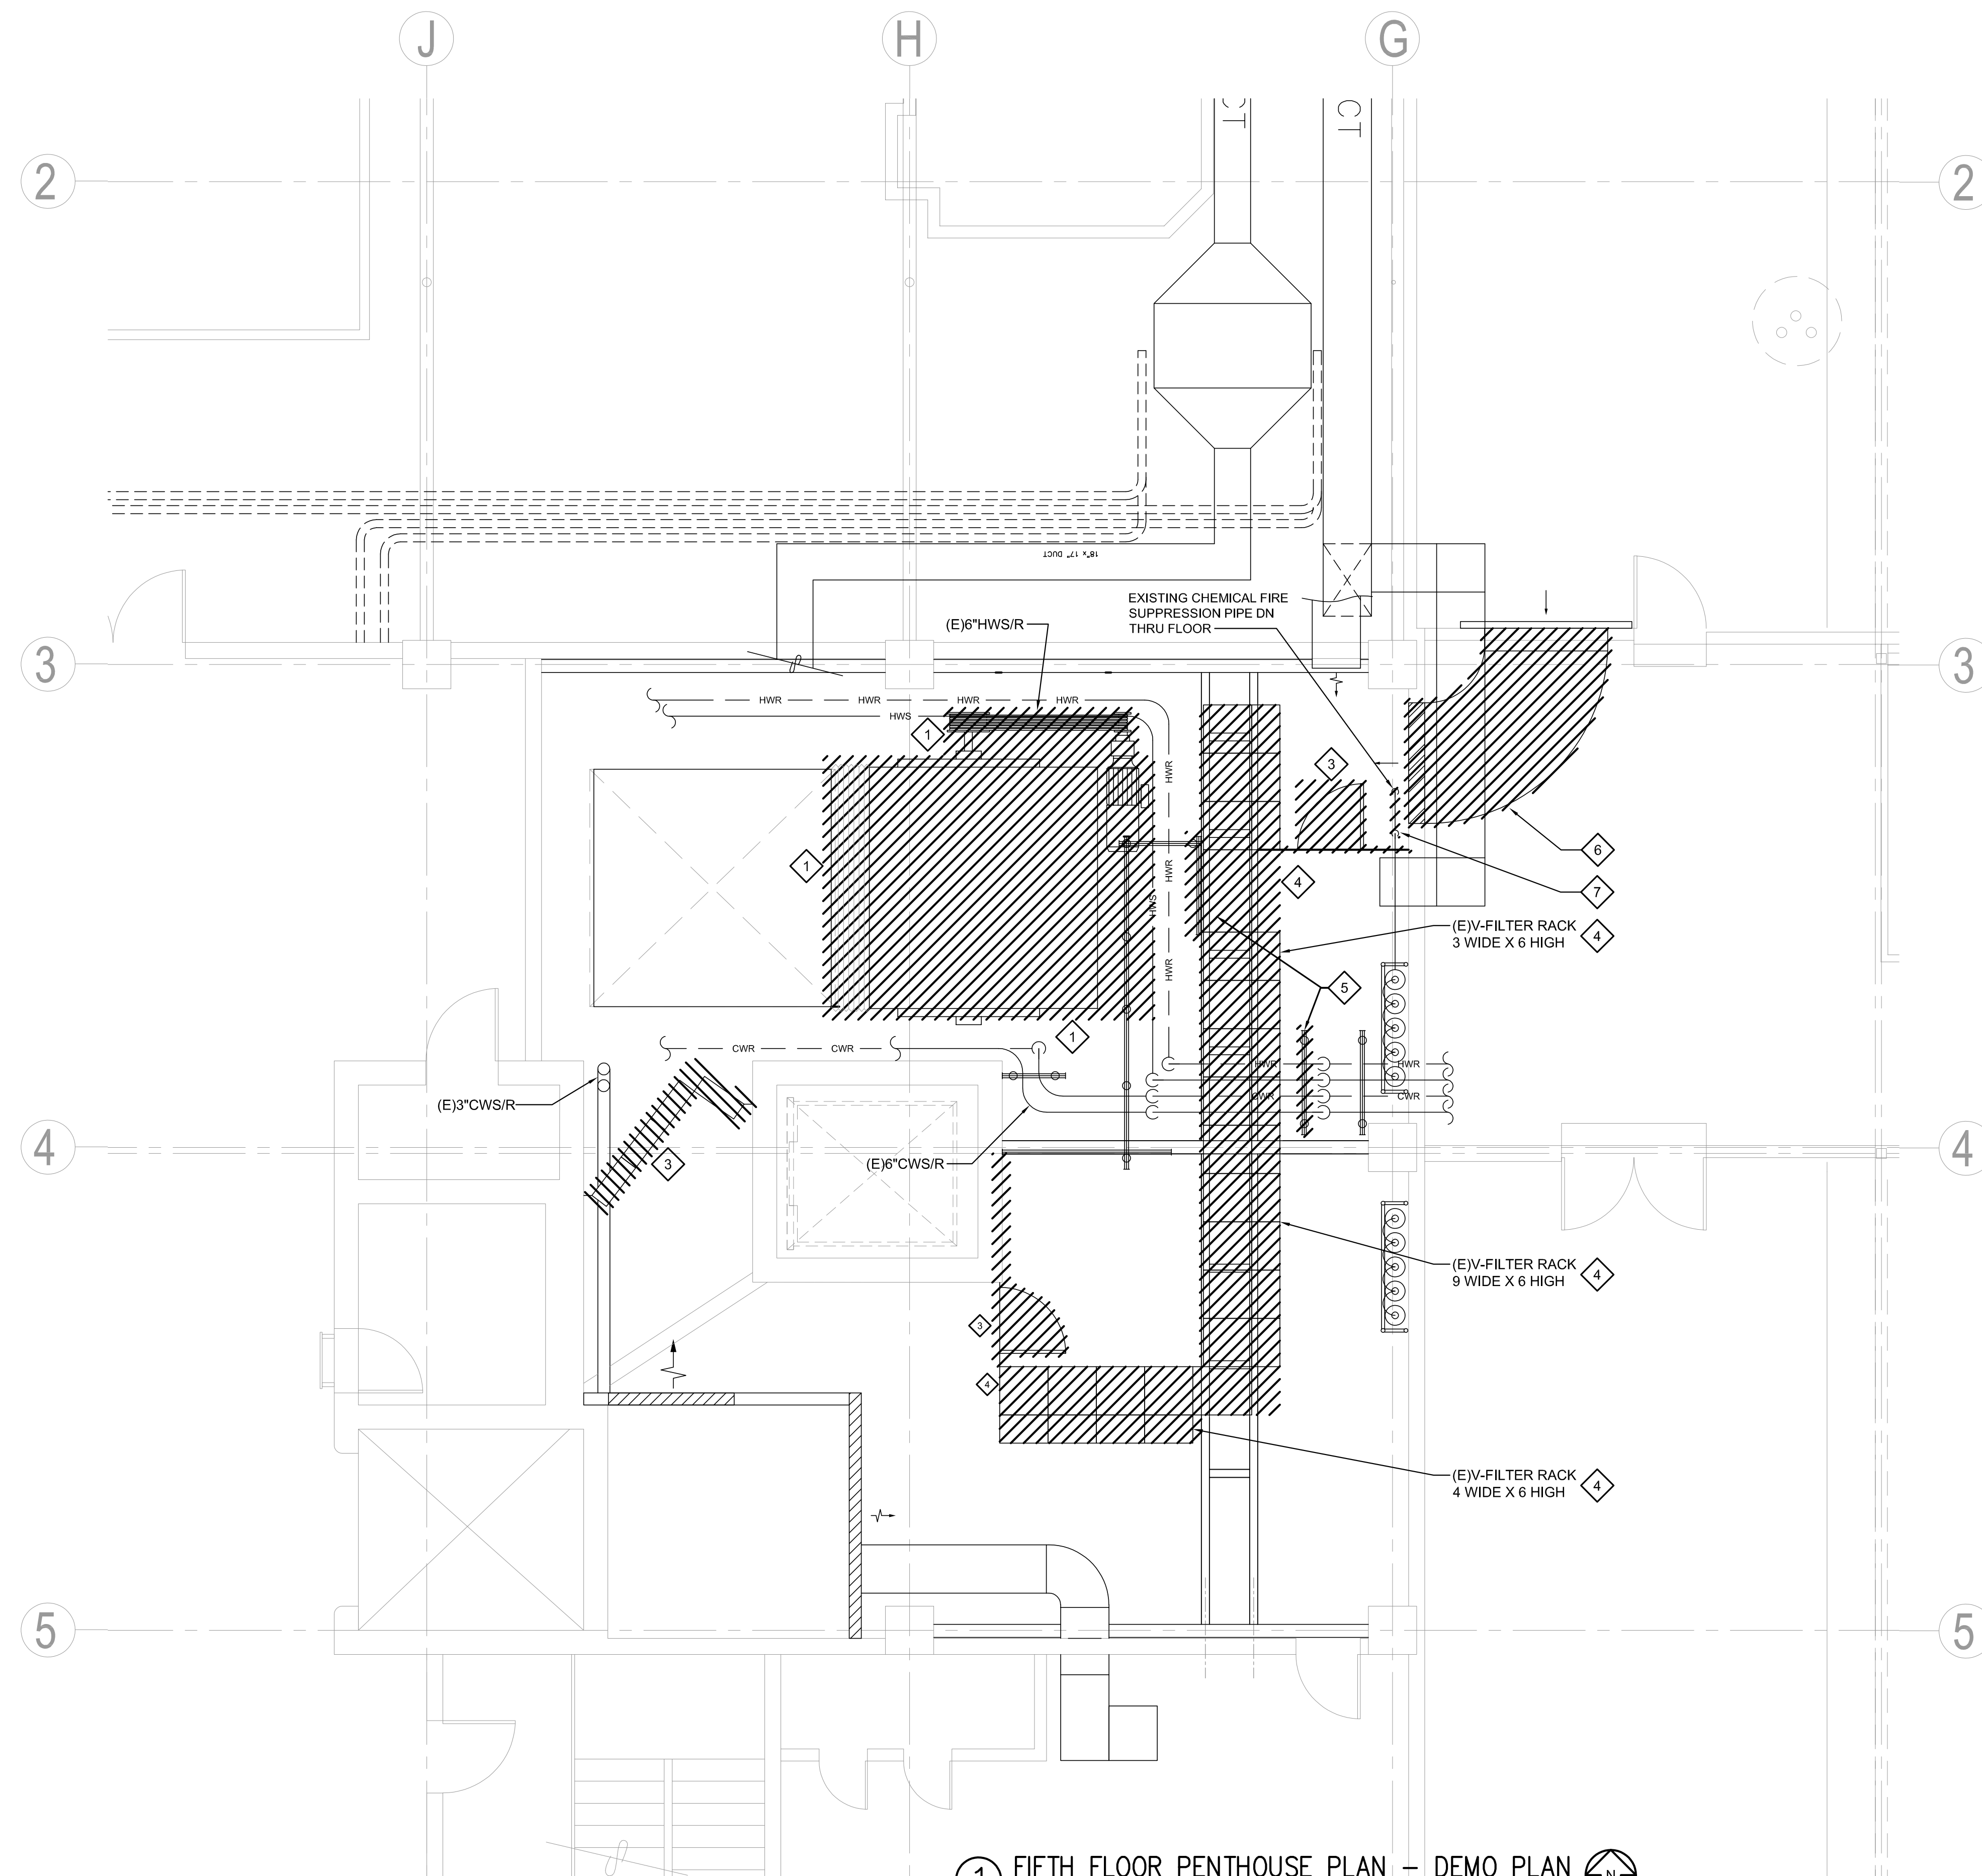 J
H
G
CT
CT
2
2
18"x 17" DUCT
EXISTING CHEMICAL FIRE
SUPPRESSION PIPE DN
THRU FLOOR
(E)6"HWS/R
3
3
HWR
HWR
HWR
HWR
HWS
1
HWR
3
1
HWR
HWS
4
6
7
(E)V-FILTER RACK
3 WIDE X 6 HIGH
4
HWR
5
1
CWR
CWR
HWR
HWR
CWR
CWR
(E)3"CWS/R
4
4
3
(E)6"CWS/R
(E)V-FILTER RACK
9 WIDE X 6 HIGH
4
3
4
(E)V-FILTER RACK
4 WIDE X 6 HIGH
4
5
5
1
FIFTH FLOOR PENTHOUSE PLAN - DEMO PLAN
N